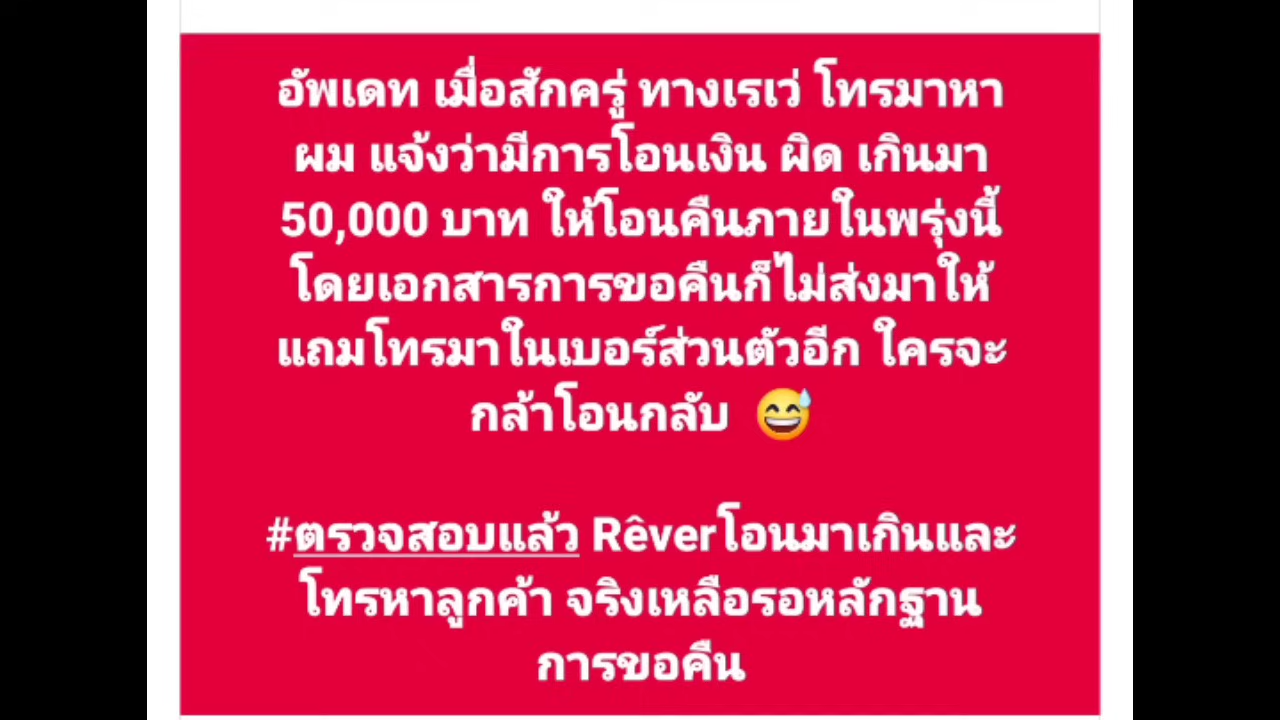 อัพเดท เมื่อสักครู่ ทางเรเว่ โทรมาหา
ผม แจ้งว่ามีการโอนเงิน ผิด เกินมา
50,000 บาท ให้โอนคืนภายในพรุ่งนี้
โดยเอกสารการขอคืนก็ไม่ส่งมาให้
แถมโทรมาในเบอร์ส่วนตัวอีก ใครจะ
กล้าโอนกลับ 😅
#ตรวจสอบแล้ว Rêverโอนมาเกินและ
โทรหาลูกค้า จริงเหลือรอหลักฐาน
การขอคืน